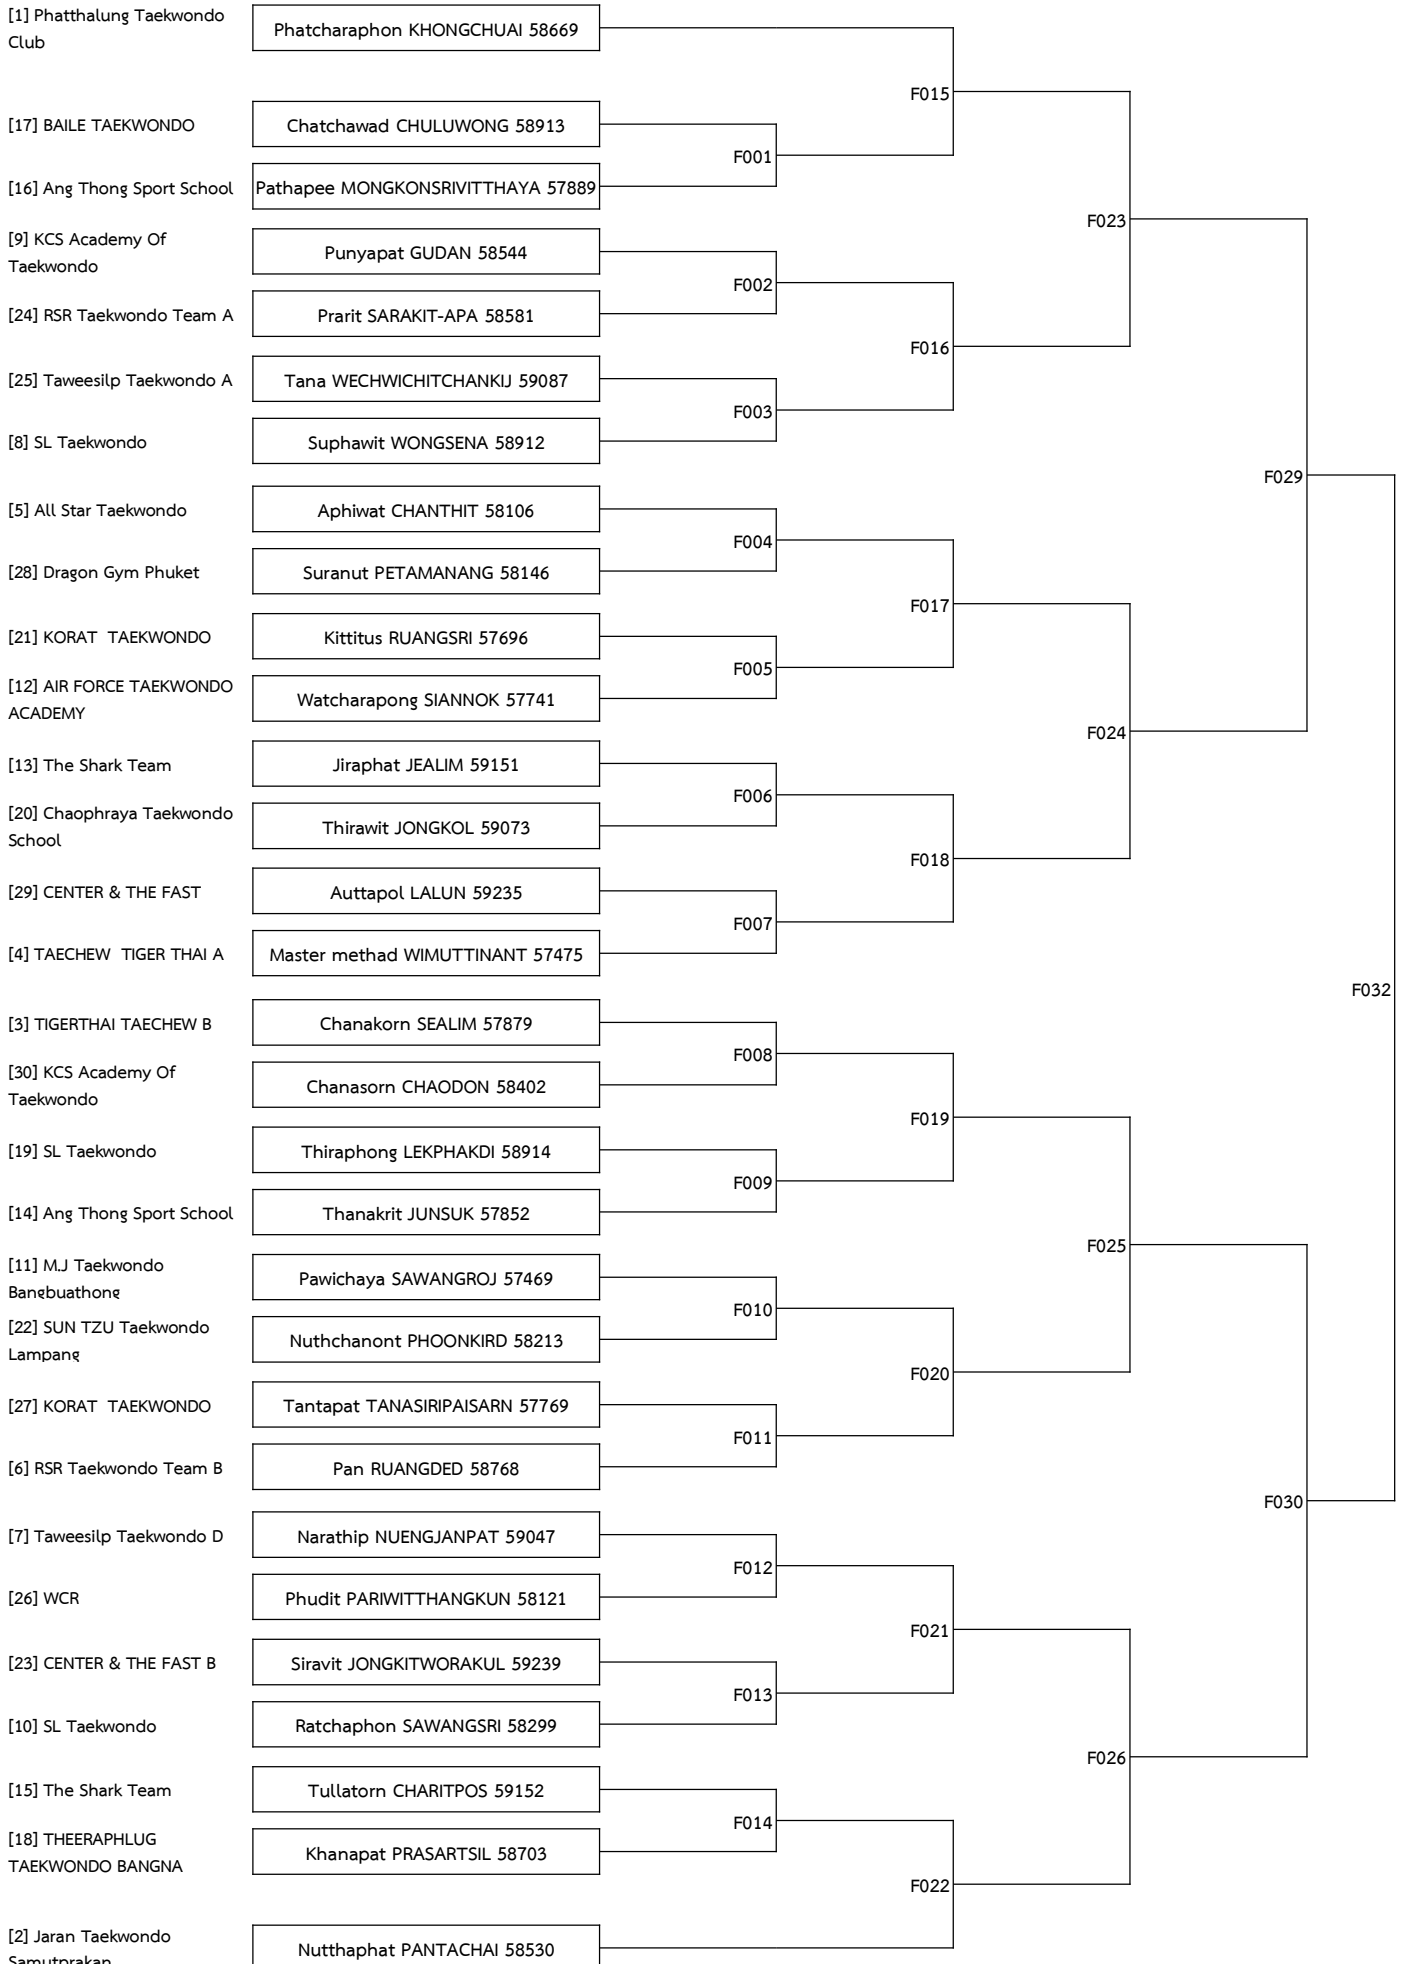 [1] Phatthalung Taekwondo
Club
Phatcharaphon KHONGCHUAI 58669
F015
[17] BAILE TAEKWONDO
Chatchawad CHULUWONG 58913
F001
[16] Ang Thong Sport School
Pathapee MONGKONSRIVITTHAYA 57889
F023
[9] KCS Academy Of
Taekwondo
Punyapat GUDAN 58544
F002
[24] RSR Taekwondo Team A
Prarit SARAKIT-APA 58581
F016
[25] Taweesilp Taekwondo A
Tana WECHWICHITCHANKIJ 59087
F003
[8] SL Taekwondo
Suphawit WONGSENA 58912
F029
[5] All Star Taekwondo
Aphiwat CHANTHIT 58106
F004
[28] Dragon Gym Phuket
Suranut PETAMANANG 58146
F017
[21] KORAT TAEKWONDO
Kittitus RUANGSRI 57696
F005
[12] AIR FORCE TAEKWONDO
ACADEMY
Watcharapong SIANNOK 57741
F024
[13] The Shark Team
Jiraphat JEALIM 59151
F006
[20] Chaophraya Taekwondo
School
Thirawit JONGKOL 59073
F018
[29] CENTER & THE FAST
Auttapol LALUN 59235
F007
[4] TAECHEW TIGER THAI A
Master methad WIMUTTINANT 57475
F032
[3] TIGERTHAI TAECHEW B
Chanakorn SEALIM 57879
F008
[30] KCS Academy Of
Taekwondo
Chanasorn CHAODON 58402
F019
[19] SL Taekwondo
Thiraphong LEKPHAKDI 58914
F009
[14] Ang Thong Sport School
Thanakrit JUNSUK 57852
F025
[11] M.J Taekwondo
Bangbuathong
Pawichaya SAWANGROJ 57469
F010
[22] SUN TZU Taekwondo
Lampang
Nuthchanont PHOONKIRD 58213
F020
[27] KORAT TAEKWONDO
Tantapat TANASIRIPAISARN 57769
F011
[6] RSR Taekwondo Team B
Pan RUANGDED 58768
F030
[7] Taweesilp Taekwondo D
Narathip NUENGJANPAT 59047
F012
[26] WCR
Phudit PARIWITTHANGKUN 58121
F021
[23] CENTER & THE FAST B
Siravit JONGKITWORAKUL 59239
F013
[10] SL Taekwondo
Ratchaphon SAWANGSRI 58299
F026
[15] The Shark Team
Tullatorn CHARITPOS 59152
F014
[18] THEERAPHLUG
TAEKWONDO BANGNA
Khanapat PRASARTSIL 58703
F022
[2] Jaran Taekwondo
Samutprakan
Nutthaphat PANTACHAI 58530